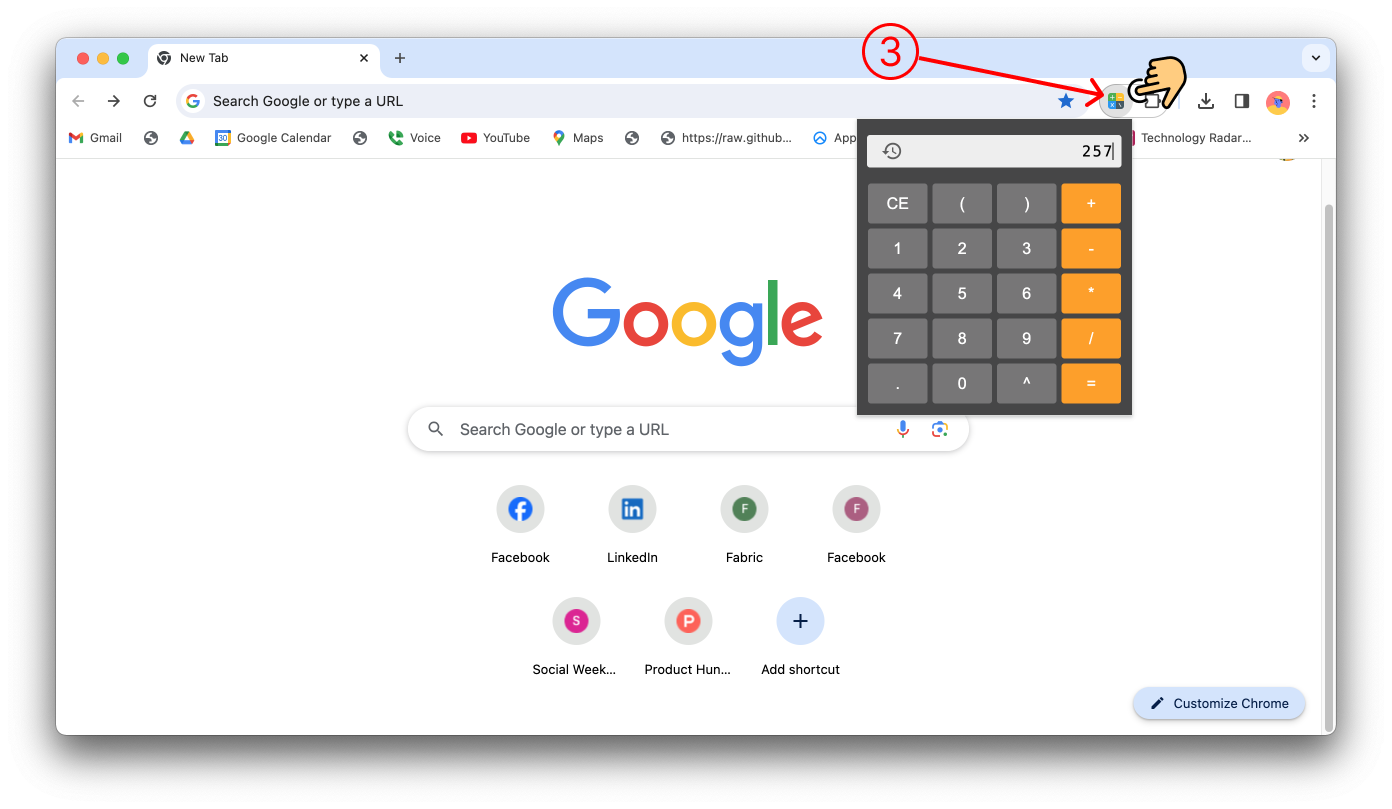 3
New Tab
Search Google or type a URL
Gmail
30
Google Calendar
Voice
YouTube
Maps
https://raw.github...
App
Technology Radar...
257
CE ( ) +
1 2 3 -
4 5 6 *
7 8 9 /
. 0 ^ =
Google
Search Google or type a URL
in F F
Facebook LinkedIn Fabric Facebook
S P
Social Week... Product Hun... Add shortcut
Customize Chrome